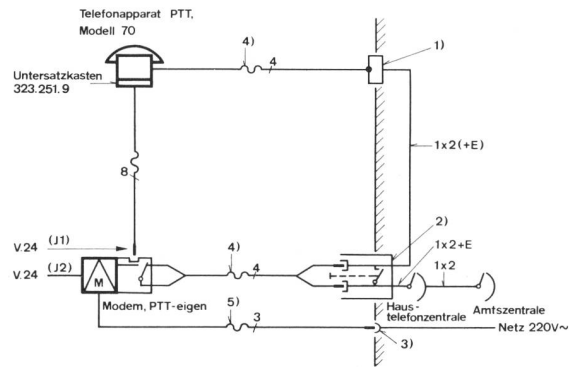 Telefonapparat PTT,
Modell 70
4)
4
1)
Untersatzkasten
323.251.9
1x2(+E)
8
V.24 (J1)
4)
2)
1x2+E
1x2
V.24 (J2)
M
4
Modem, PTT-eigen
5)
3
Haus-
telefonzentrale
Amtszentrale
Netz 220V~
3)